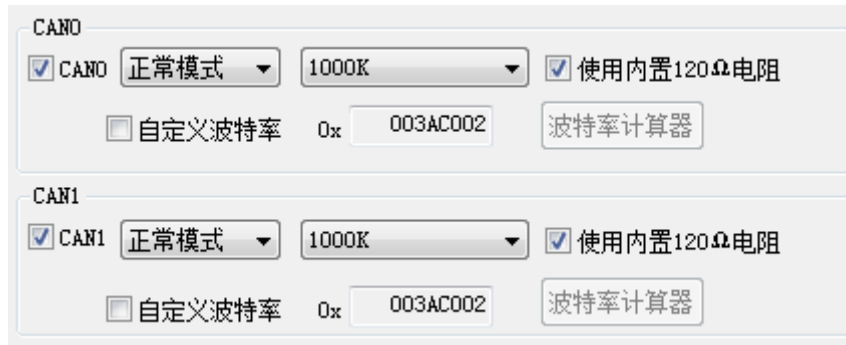 CAN0
CAN0 正常模式 1000K 使用内置120Ω电阻
自定义波特率 0x 003AC002 波特率计算器
CAN1
CAN1 正常模式 1000K 使用内置120Ω电阻
自定义波特率 0x 003AC002 波特率计算器